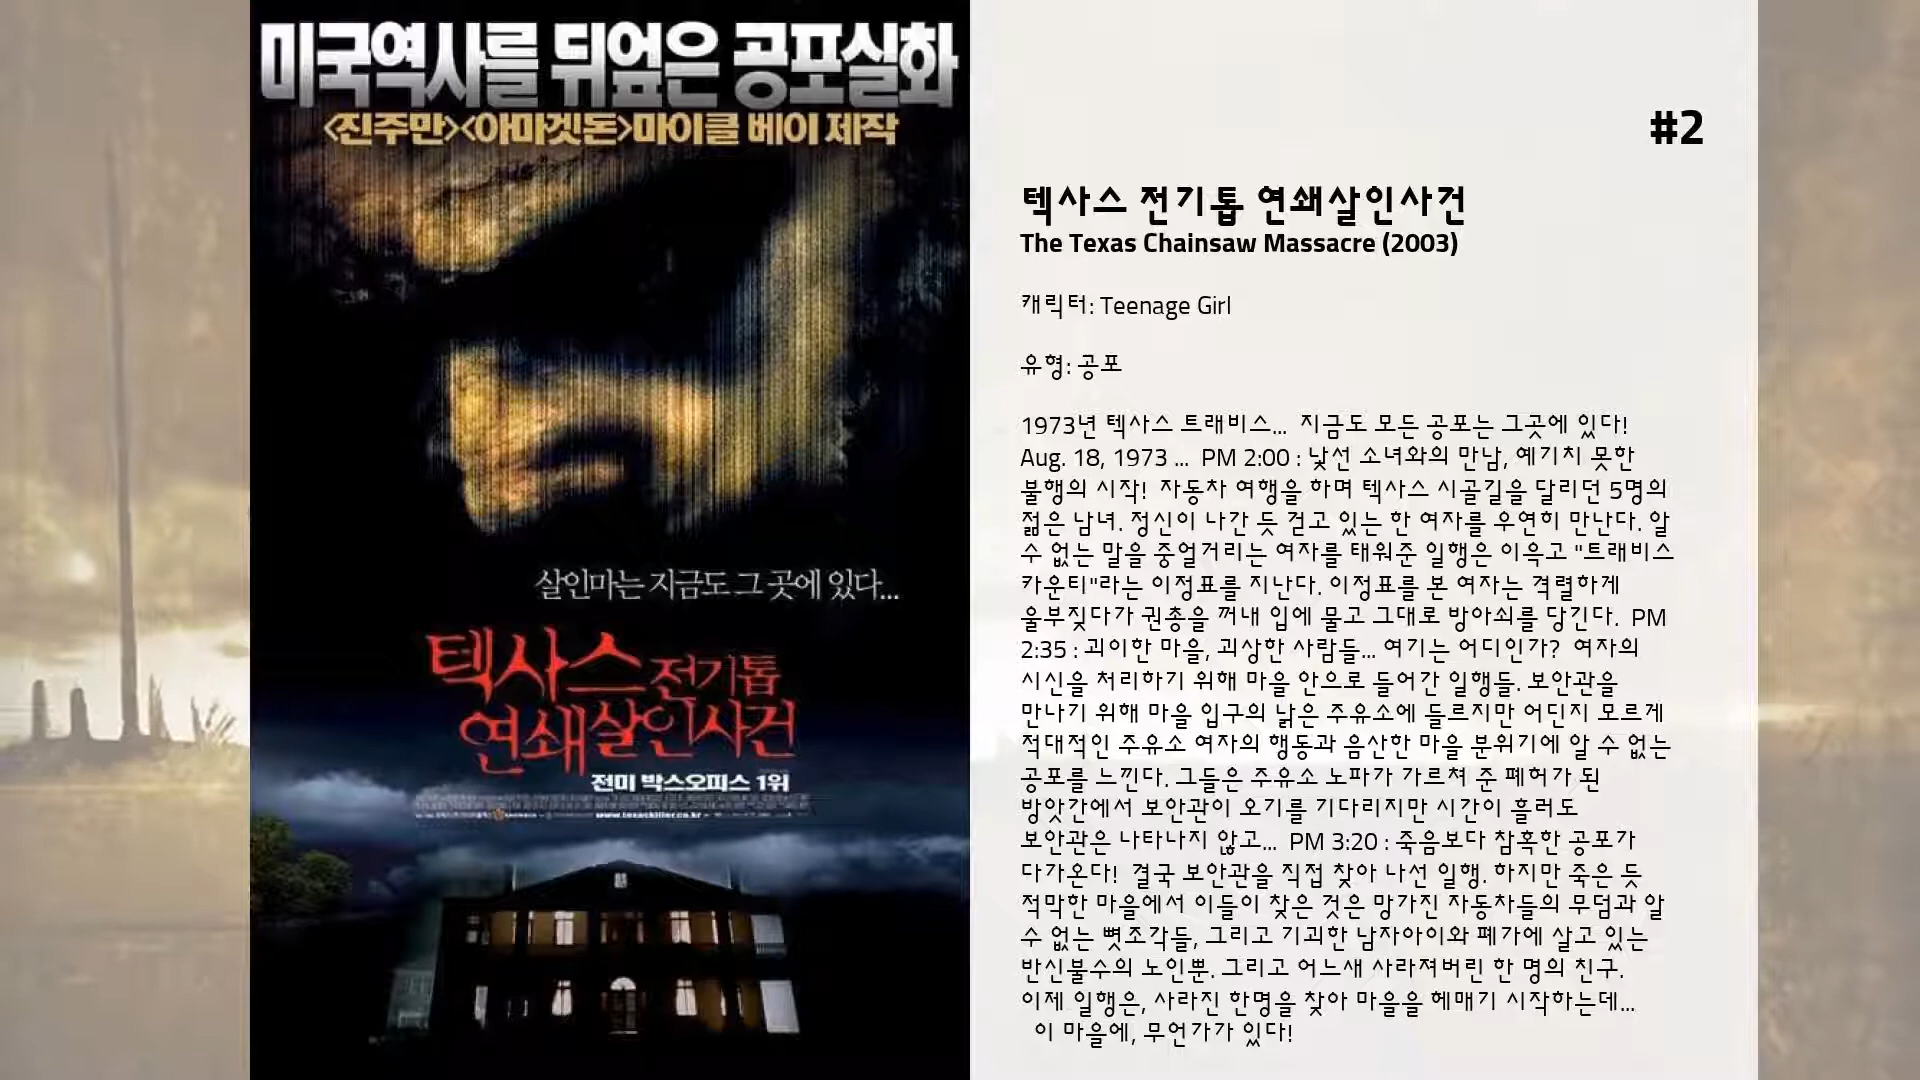 미국역사를 뒤엎은 공포실화
<진주만><아마겟돈>마이클 베이 제작
살인마는 지금도 그 곳에 있다...
텍사스 전기톱
연쇄살인사건
전미 박스오피스 1위
www.texaskiller.co.kr
#2
텍사스 전기톱 연쇄살인사건
The Texas Chainsaw Massacre (2003)
캐릭터: Teenage Girl
유형: 공포
1973년 텍사스 트래비스... 지금도 모든 공포는 그곳에 있다!
Aug. 18, 1973 ... PM 2:00 : 낯선 소녀와의 만남, 예기치 못한
불행의 시작! 자동차 여행을 하며 텍사스 시골길을 달리던 5명의
젊은 남녀. 정신이 나간 듯 걷고 있는 한 여자를 우연히 만난다. 알
수 없는 말을 중얼거리는 여자를 태워준 일행은 이윽고 "트래비스
카운티"라는 이정표를 지난다. 이정표를 본 여자는 격렬하게
울부짖다가 권총을 꺼내 입에 물고 그대로 방아쇠를 당긴다. PM
2:35 : 괴이한 마을, 괴상한 사람들... 여기는 어디인가? 여자의
시신을 처리하기 위해 마을 안으로 들어간 일행들. 보안관을
만나기 위해 마을 입구의 낡은 주유소에 들르지만 어딘지 모르게
적대적인 주유소 여자의 행동과 음산한 마을 분위기에 알 수 없는
공포를 느낀다. 그들은 주유소 노파가 가르쳐 준 폐허가 된
방앗간에서 보안관이 오기를 기다리지만 시간이 흘러도
보안관은 나타나지 않고... PM 3:20 : 죽음보다 참혹한 공포가
다가온다! 결국 보안관을 직접 찾아 나선 일행. 하지만 죽은 듯
적막한 마을에서 이들이 찾은 것은 망가진 자동차들의 무덤과 알
수 없는 뼛조각들, 그리고 기괴한 남자아이와 폐가에 살고 있는
반신불수의 노인뿐. 그리고 어느새 사라져버린 한 명의 친구.
이제 일행은, 사라진 한명을 찾아 마을을 헤매기 시작하는데...
이 마을에, 무언가가 있다!